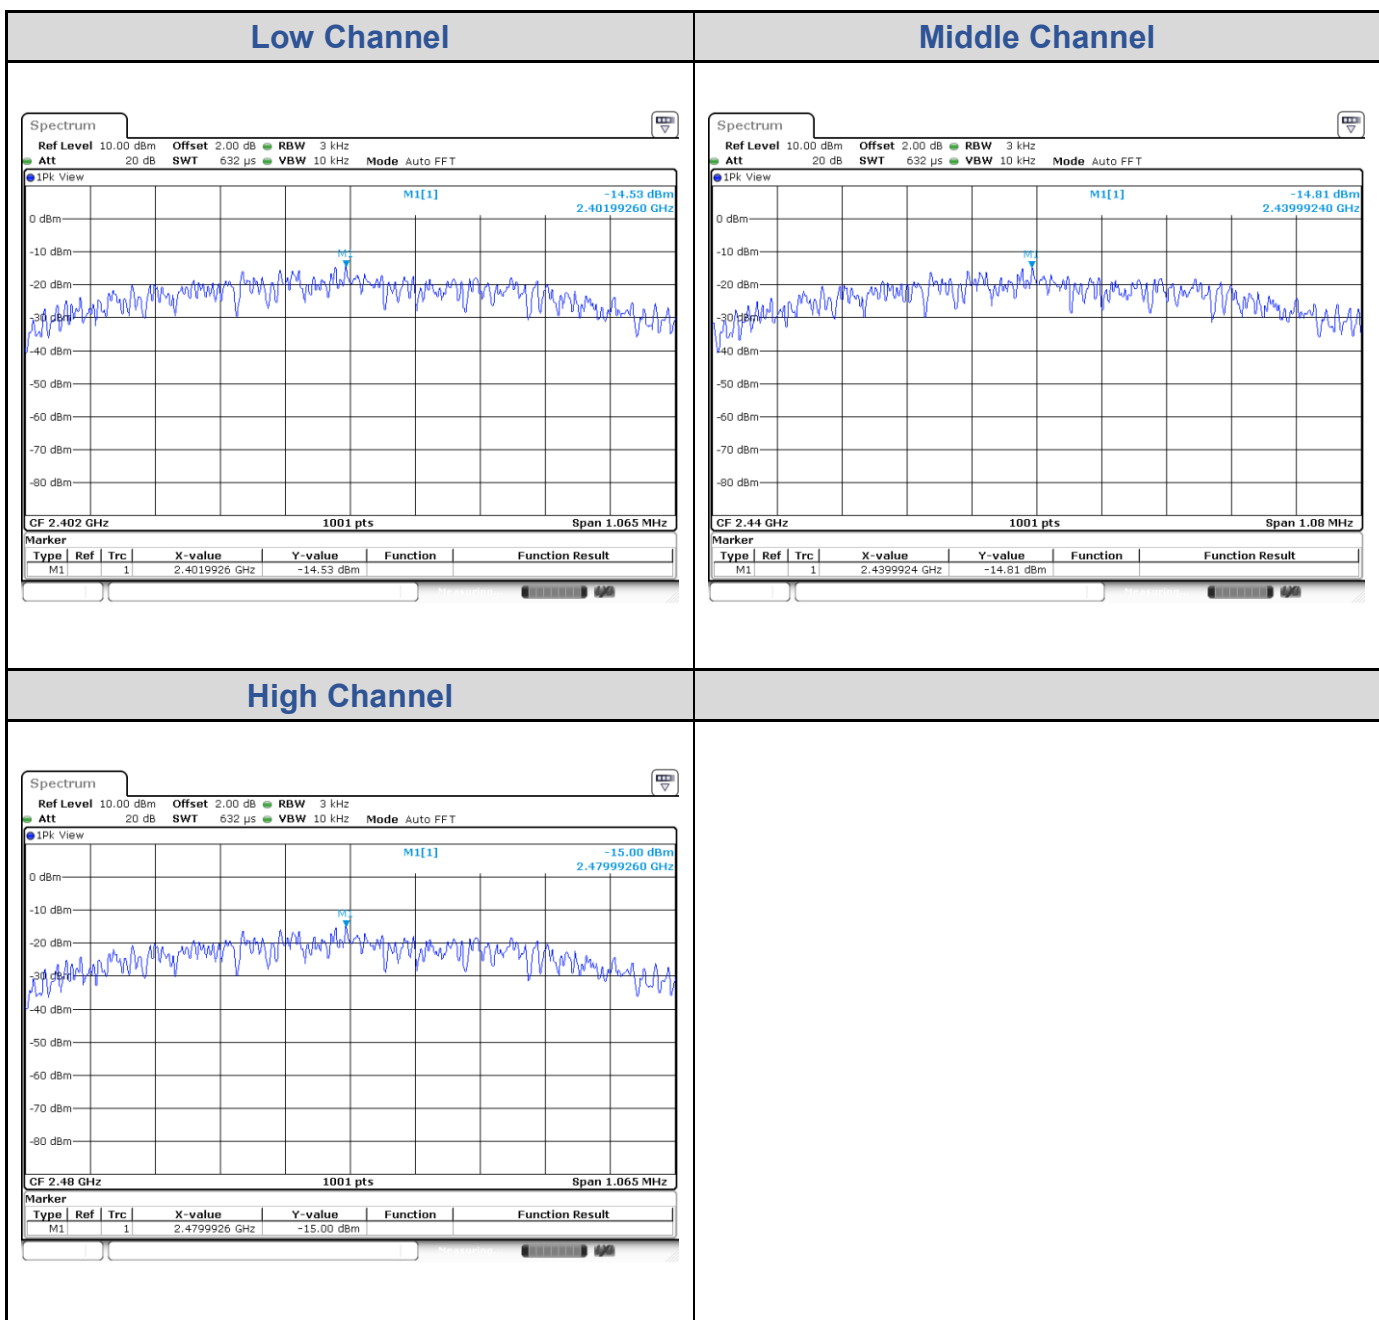 Low Channel
Middle Channel
Spectrum
Ref Level 10.00 dBm Offset 2.00 dB RBW 3 kHz
Att 20 dB SWT 632 µs VBW 10 kHz Mode Auto FFT
1Pk View
M1[1] -14.53 dBm
2.40199260 GHz
0 dBm
M1
-10 dBm
-20 dBm
-30 dBm
-40 dBm
-50 dBm
-60 dBm
-70 dBm
-80 dBm
CF 2.402 GHz 1001 pts Span 1.065 MHz
Marker
Type Ref Trc X-value Y-value Function Function Result
M1 1 2.4019926 GHz -14.53 dBm
Measuring...
Spectrum
Ref Level 10.00 dBm Offset 2.00 dB RBW 3 kHz
Att 20 dB SWT 632 µs VBW 10 kHz Mode Auto FFT
1Pk View
M1[1] -14.81 dBm
2.43999240 GHz
0 dBm
M1
-10 dBm
-20 dBm
-30 dBm
-40 dBm
-50 dBm
-60 dBm
-70 dBm
-80 dBm
CF 2.44 GHz 1001 pts Span 1.08 MHz
Marker
Type Ref Trc X-value Y-value Function Function Result
M1 1 2.4399924 GHz -14.81 dBm
Measuring...
High Channel
Spectrum
Ref Level 10.00 dBm Offset 2.00 dB RBW 3 kHz
Att 20 dB SWT 632 µs VBW 10 kHz Mode Auto FFT
1Pk View
M1[1] -15.00 dBm
2.47999260 GHz
0 dBm
-10 dBm
M1
-20 dBm
-30 dBm
-40 dBm
-50 dBm
-60 dBm
-70 dBm
-80 dBm
CF 2.48 GHz 1001 pts Span 1.065 MHz
Marker
Type Ref Trc X-value Y-value Function Function Result
M1 1 2.4799926 GHz -15.00 dBm
Measuring...